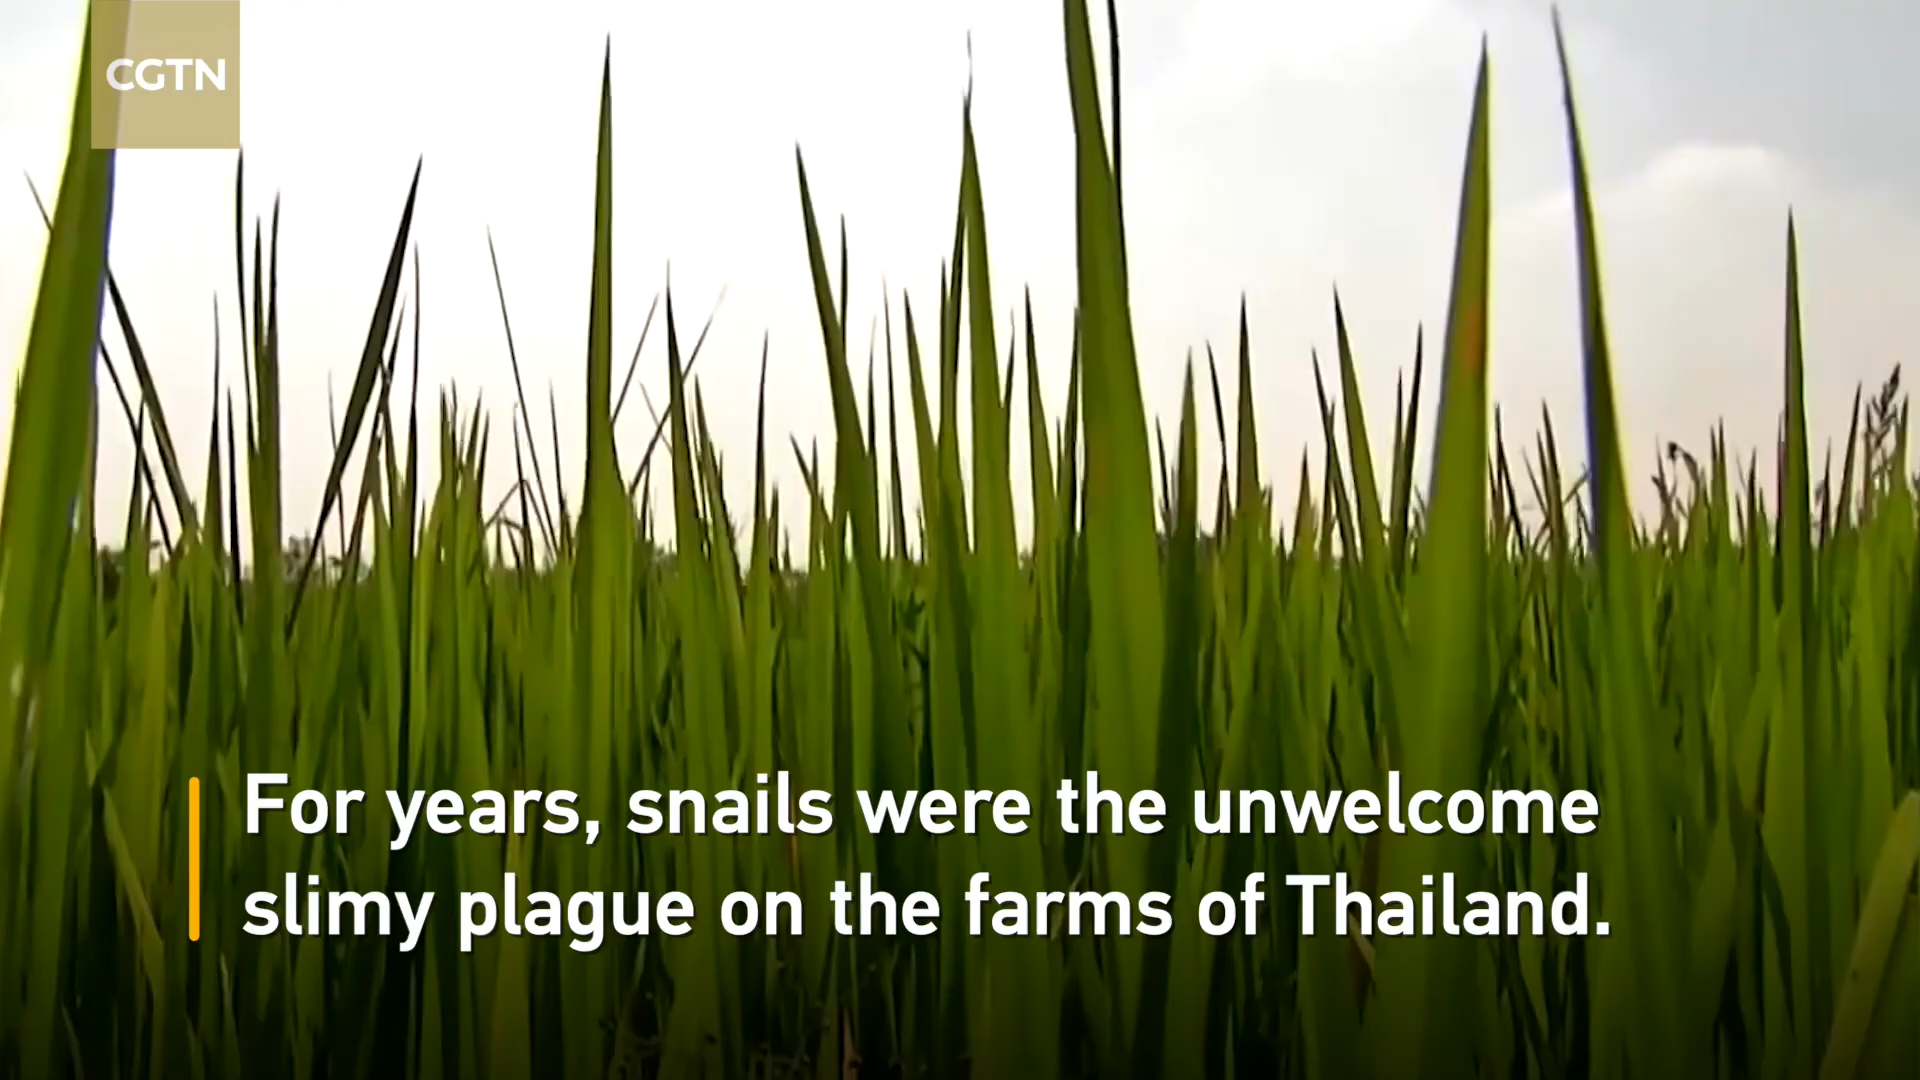 CGTN
For years, snails were the unwelcome
slimy plague on the farms of Thailand.